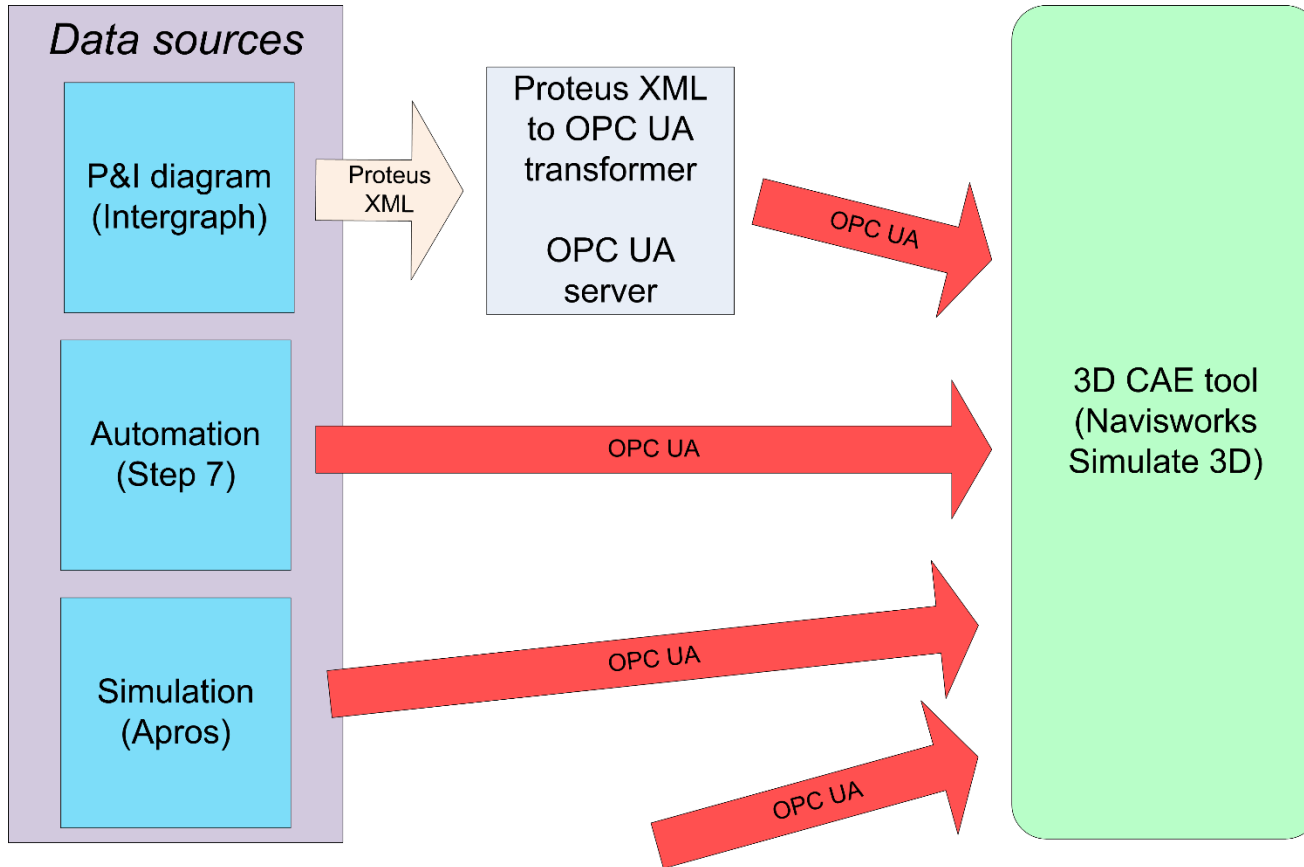 Data sources
P&I diagram
(Intergraph)
Proteus
XML
Proteus XML
to OPC UA
transformer
OPC UA
server
OPC UA
Automation
(Step 7)
OPC UA
3D CAE tool
(Navisworks
Simulate 3D)
Simulation
(Apros)
OPC UA
OPC UA